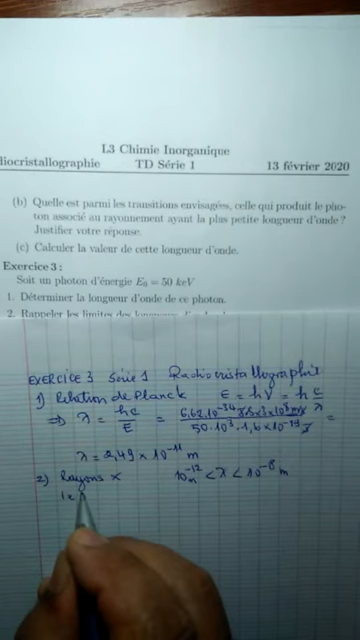 L3 Chimie Inorganique
diocristallographie TD Série 1 13 février 2020
(b) Quelle est parmi les transitions envisagées, celle qui produit le pho-
ton associé au rayonnement ayant la plus petite longueur d'onde ?
Justifier votre réponse.
(c) Calculer la valeur de cette longueur d'onde.
Exercice 3 :
Soit un photon d'énergie E₀ = 50 keV
1. Déterminer la longueur d'onde de ce photon.
2. Rappeler les limites des
EXERCICE 3 Série 1 Radiocristallographie
1) Relation de Planck E = hν = h c/λ
⇒ λ = hc/E = 6,62.10⁻³⁴ J.s x 3 x 10⁸ m/s / 50.10³.1,6 x 10⁻¹⁹ J =
λ = 2,49 x 10⁻¹¹ m
2) Rayons X 10⁻¹² m < λ < 10⁻⁸ m